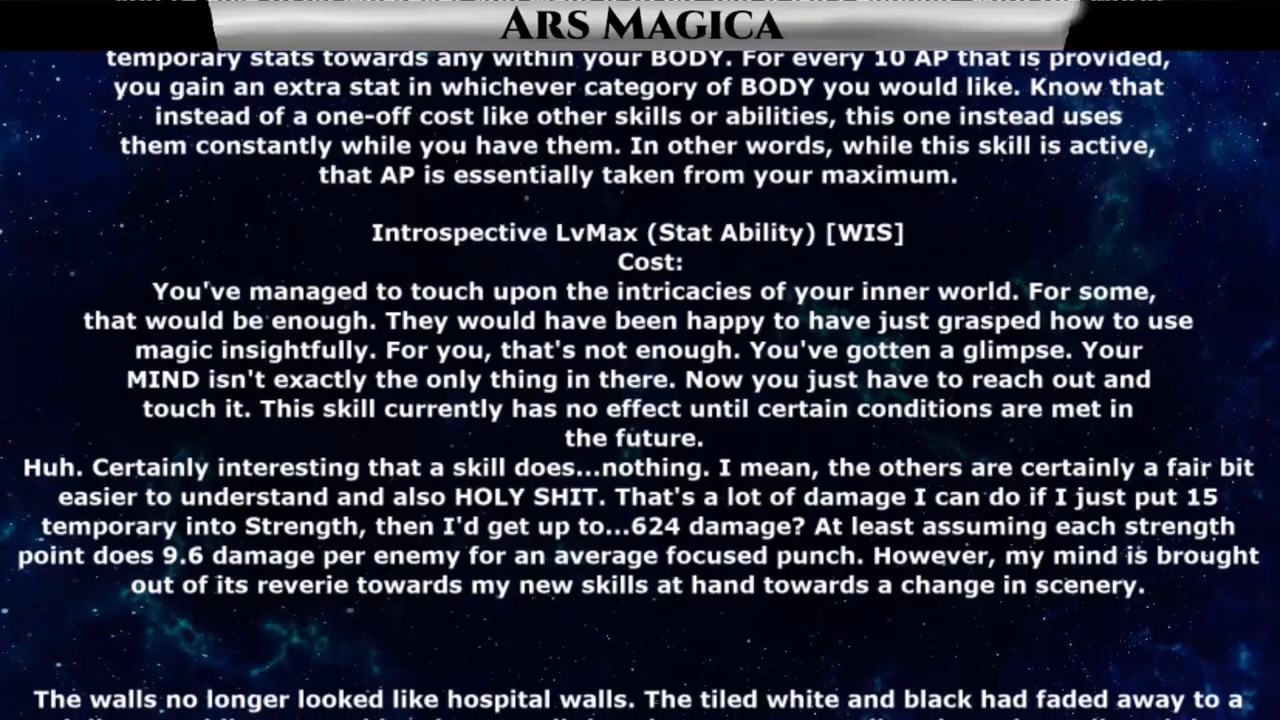 ARS MAGICA
temporary stats towards any within your BODY. For every 10 AP that is provided,
you gain an extra stat in whichever category of BODY you would like. Know that
instead of a one-off cost like other skills or abilities, this one instead uses
them constantly while you have them. In other words, while this skill is active,
that AP is essentially taken from your maximum.
Introspective LvMax (Stat Ability) [WIS]
Cost:
You've managed to touch upon the intricacies of your inner world. For some,
that would be enough. They would have been happy to have just grasped how to use
magic insightfully. For you, that's not enough. You've gotten a glimpse. Your
MIND isn't exactly the only thing in there. Now you just have to reach out and
touch it. This skill currently has no effect until certain conditions are met in
the future.
Huh. Certainly interesting that a skill does...nothing. I mean, the others are certainly a fair bit
easier to understand and also HOLY SHIT. That's a lot of damage I can do if I just put 15
temporary into Strength, then I'd get up to...624 damage? At least assuming each strength
point does 9.6 damage per enemy for an average focused punch. However, my mind is brought
out of its reverie towards my new skills at hand towards a change in scenery.
The walls no longer looked like hospital walls. The tiled white and black had faded away to a